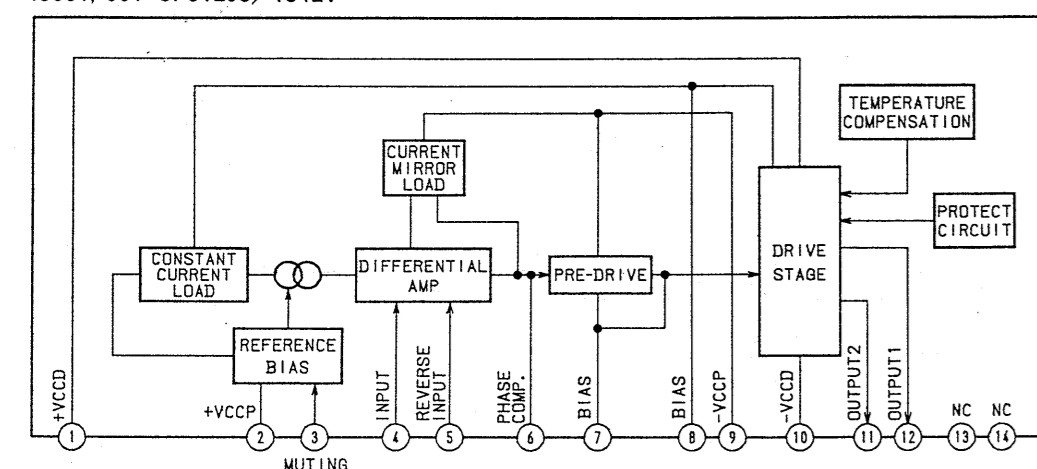 TEMPERATURE
COMPENSATION
CURRENT
MIRROR
LOAD
PROTECT
CIRCUIT
CONSTANT
CURRENT
LOAD
DIFFERENTIAL
AMP
PRE-DRIVE
DRIVE
STAGE
REFERENCE
BIAS
+VCCD
+VCCP
INPUT
REVERSE
INPUT
PHASE
COMP.
BIAS
BIAS
-VCCP
-VCCD
OUTPUT2
OUTPUT1
NC
NC
1
2
3
4
5
6
7
8
9
10
11
12
13
14
MUTING